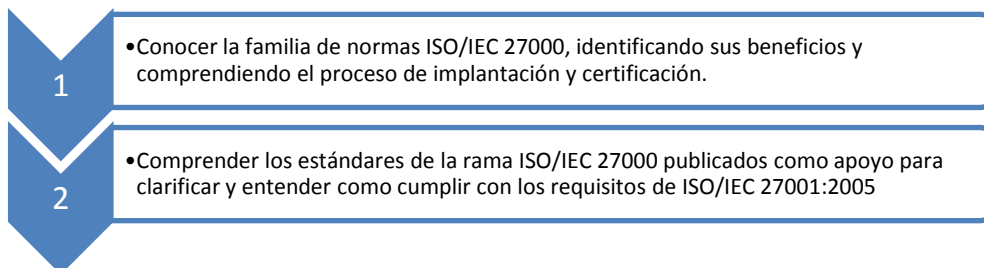 1
•Conocer la familia de normas ISO/IEC 27000, identificando sus beneficios y
comprendiendo el proceso de implantación y certificación.
2
•Comprender los estándares de la rama ISO/IEC 27000 publicados como apoyo para
clarificar y entender como cumplir con los requisitos de ISO/IEC 27001:2005